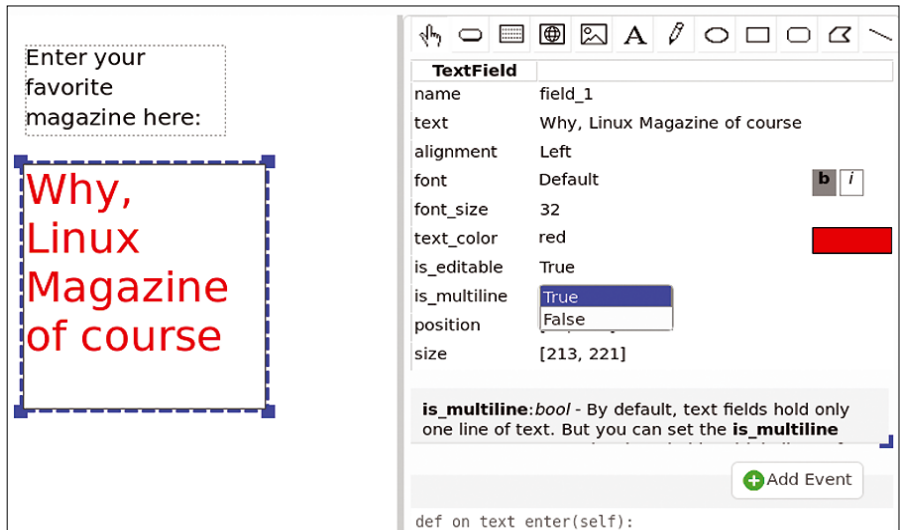 Enter your
favorite
magazine here:
Why,
Linux
Magazine
of course
A
TextField
name field_1
text Why, Linux Magazine of course
alignment Left
font Default b i
font_size 32
text_color red
is_editable True
is_multiline True
False
position
size [213, 221]
is_multiline:bool - By default, text fields hold only
one line of text. But you can set the is_multiline
Add Event
def on_text_enter(self):